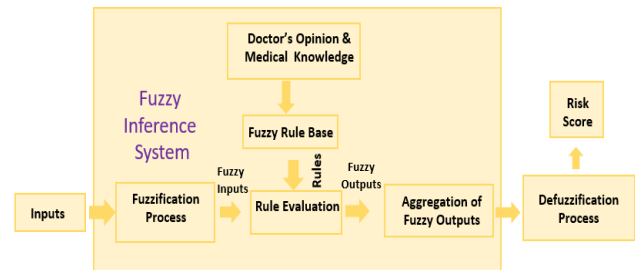 Doctor's Opinion &
Medical Knowledge
Fuzzy
Inference
System
Fuzzy Rule Base
Risk
Score
Rules
Fuzzy
Inputs
Fuzzy
Outputs
Inputs
Fuzzification
Process
Rule Evaluation
Aggregation of
Fuzzy Outputs
Defuzzification
Process